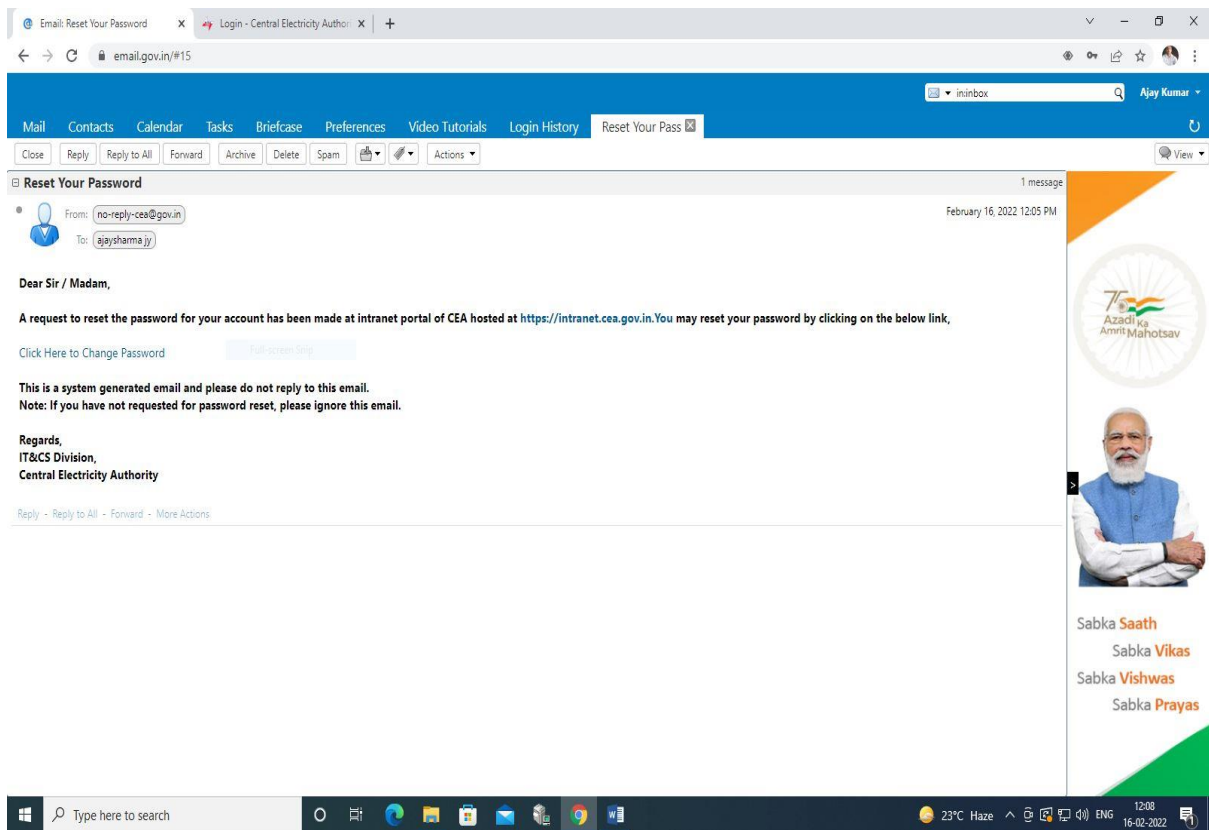 Email: Reset Your Password
Login - Central Electricity Authori
email.gov.in/#15
in:inbox
Ajay Kumar
Mail Contacts Calendar Tasks Briefcase Preferences Video Tutorials Login History Reset Your Pass
Close Reply Reply to All Forward Archive Delete Spam Actions View
Reset Your Password 1 message
From: no-reply-cea@gov.in February 16, 2022 12:05 PM
To: ajaysharma jy
Dear Sir / Madam,
A request to reset the password for your account has been made at intranet portal of CEA hosted at https://intranet.cea.gov.in.You may reset your password by clicking on the below link,
Click Here to Change Password
Full-screen Snip
This is a system generated email and please do not reply to this email.
Note: If you have not requested for password reset, please ignore this email.
Regards,
IT&CS Division,
Central Electricity Authority
Reply - Reply to All - Forward - More Actions
75
Azadi Ka
Amrit Mahotsav
Sabka Saath
Sabka Vikas
Sabka Vishwas
Sabka Prayas
Type here to search
23°C Haze ENG 12:08
16-02-2022